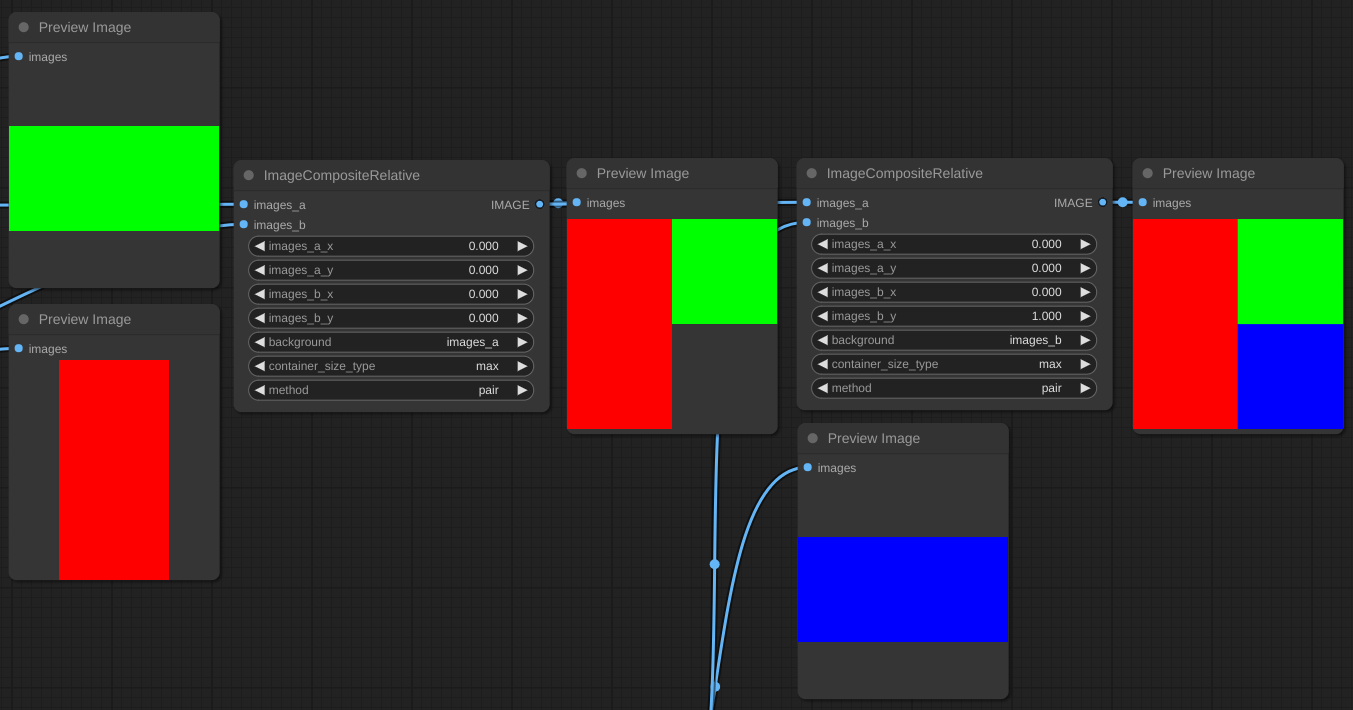 Preview Image
images
Preview Image
images
ImageCompositeRelative
images_a IMAGE
images_b
images_a_x 0.000
images_a_y 0.000
images_b_x 0.000
images_b_y 0.000
background images_a
container_size_type max
method pair
Preview Image
images
ImageCompositeRelative
images_a IMAGE
images_b
images_a_x 0.000
images_a_y 0.000
images_b_x 0.000
images_b_y 1.000
background images_b
container_size_type max
method pair
Preview Image
images
Preview Image
images